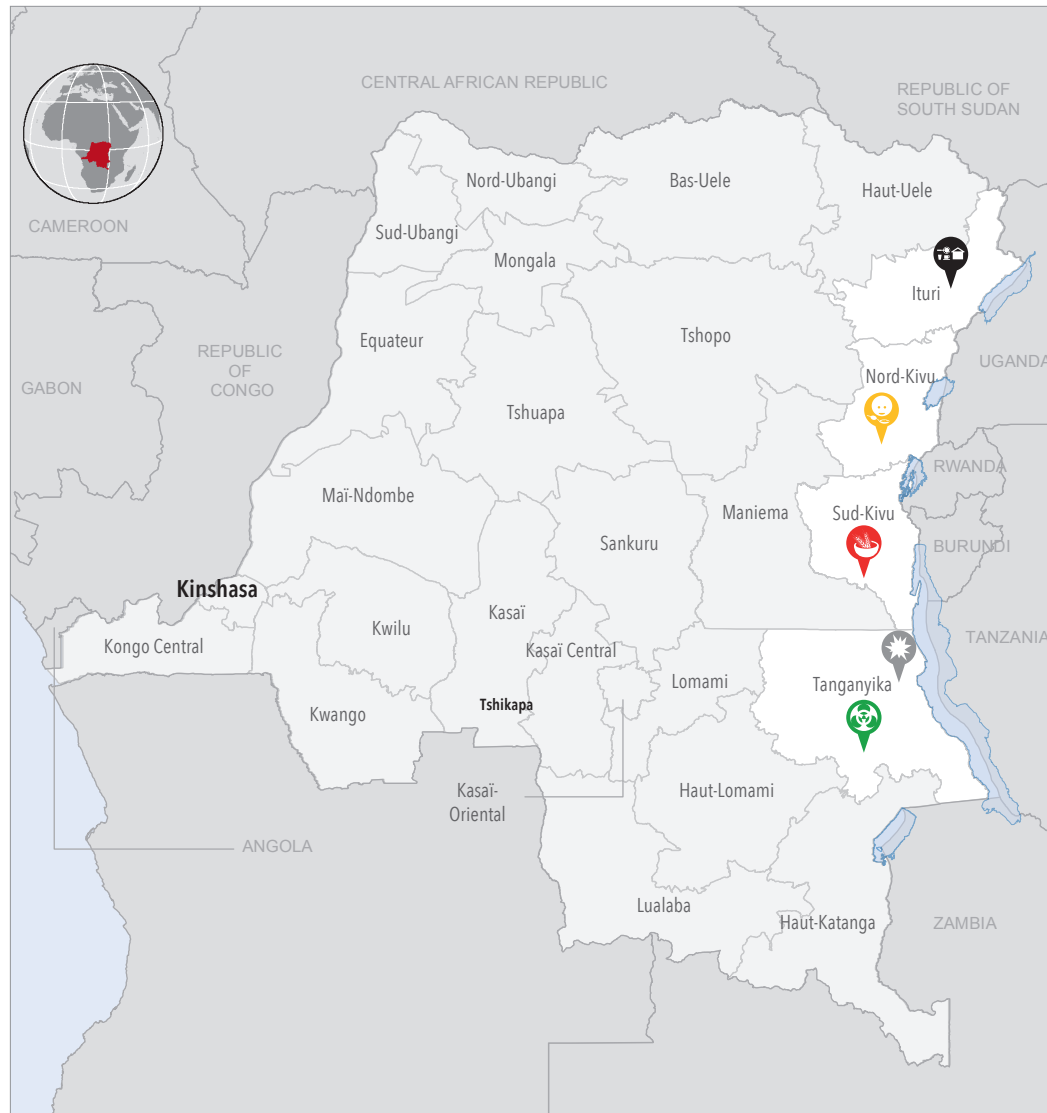 CENTRAL AFRICAN REPUBLIC
REPUBLIC OF
SOUTH SUDAN
CAMEROON
Nord-Ubangi
Bas-Uele
Haut-Uele
Sud-Ubangi
Mongala
Ituri
Equateur
Tshopo
REPUBLIC
OF
CONGO
GABON
UGANDA
Nord-Kivu
Tshuapa
RWANDA
Maï-Ndombe
Maniema
Sud-Kivu
Sankuru
BURUNDI
Kinshasa
Kasaï
Kwilu
Kongo Central
Kasaï Central
TANZANIA
Lomami
Tanganyika
Tshikapa
Kwango
Kasaï-
Oriental
Haut-Lomami
ANGOLA
Lualaba
Haut-Katanga
ZAMBIA